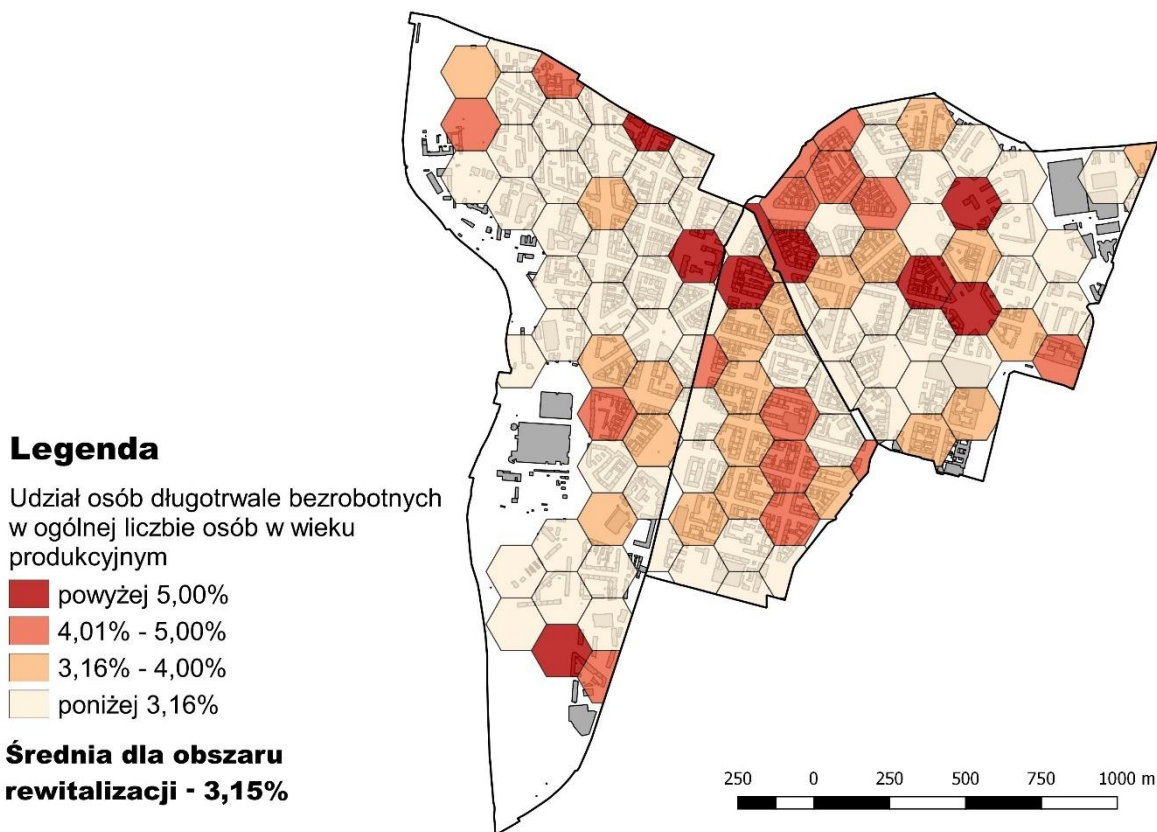 Legenda
Udział osób długotrwale bezrobotnych
w ogólnej liczbie osób w wieku
produkcyjnym
powyżej 5,00%
4,01% - 5,00%
3,16% - 4,00%
poniżej 3,16%
Średnia dla obszaru
rewitalizacji - 3,15%
250 0 250 500 750 1000 m